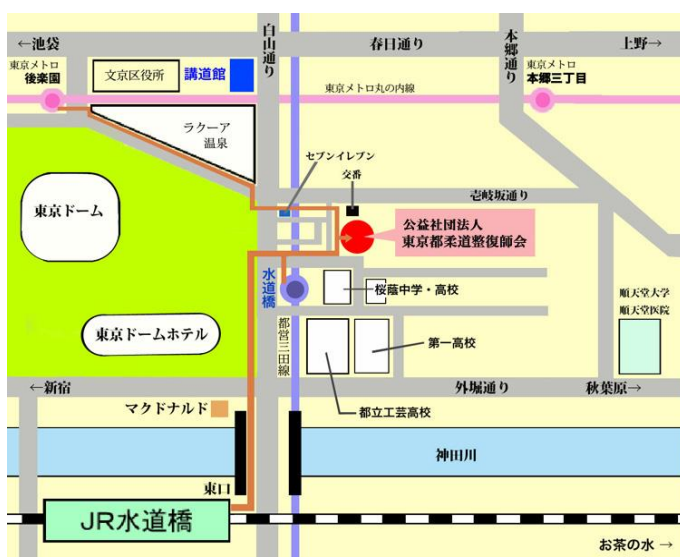 ←池袋
白山通り
春日通り
本郷通り
上野→
東京メトロ
後楽園
文京区役所
講道館
東京メトロ丸の内線
東京メトロ
本郷三丁目
ラクーア
温泉
セブンイレブン
交番
壱岐坂通り
東京ドーム
公益社団法人
東京都柔道整復師会
水道橋
桜蔭中学・高校
順天堂大学
順天堂医院
東京ドームホテル
都営三田線
第一高校
←新宿
外堀通り
秋葉原→
マクドナルド
都立工芸高校
神田川
東口
JR水道橋
お茶の水→